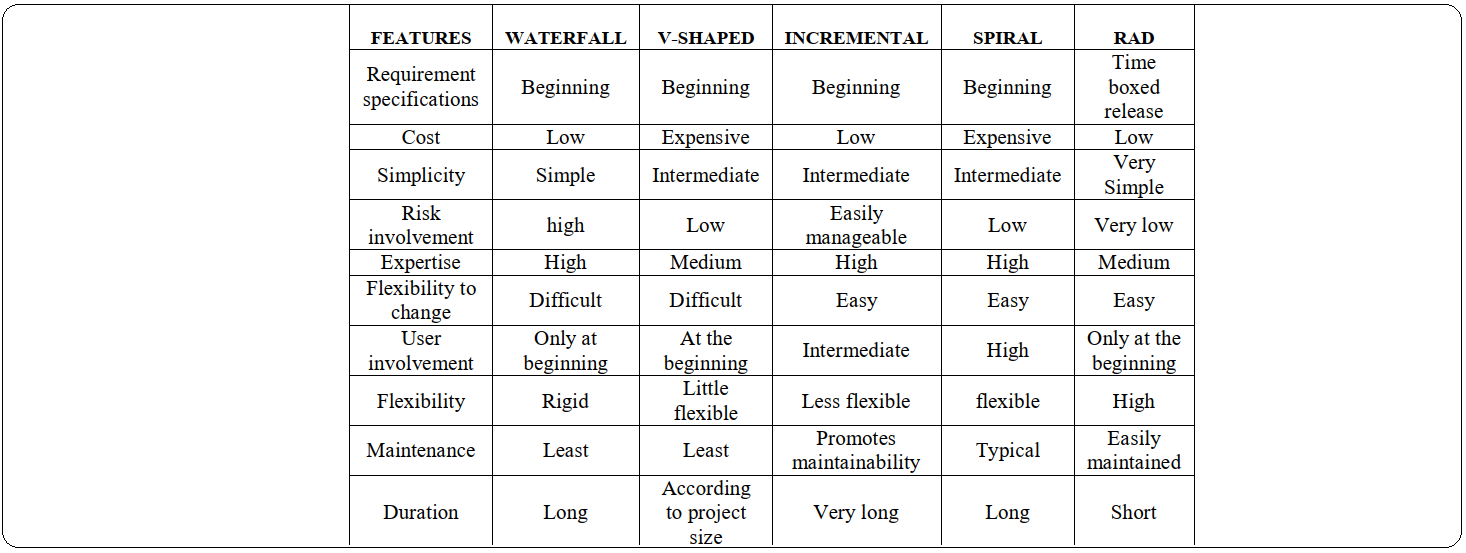 FEATURES WATERFALL V-SHAPED INCREMENTAL SPIRAL RAD
Requirement specifications Beginning Beginning Beginning Beginning Time boxed release
Cost Low Expensive Low Expensive Low
Simplicity Simple Intermediate Intermediate Intermediate Very Simple
Risk involvement high Low Easily manageable Low Very low
Expertise High Medium High High Medium
Flexibility to change Difficult Difficult Easy Easy Easy
User involvement Only at beginning At the beginning Intermediate High Only at the beginning
Flexibility Rigid Little flexible Less flexible flexible High
Maintenance Least Least Promotes maintainability Typical Easily maintained
Duration Long According to project size Very long Long Short